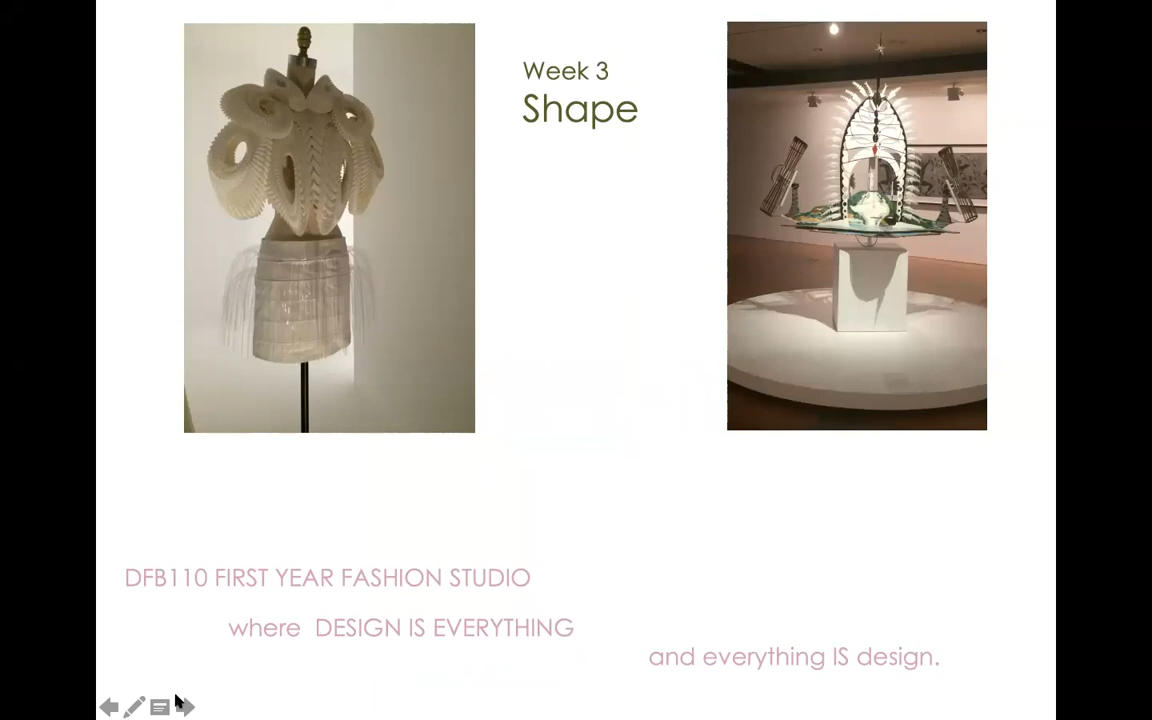 Week 3
Shape
DFB110 FIRST YEAR FASHION STUDIO
where DESIGN IS EVERYTHING
and everything IS design.